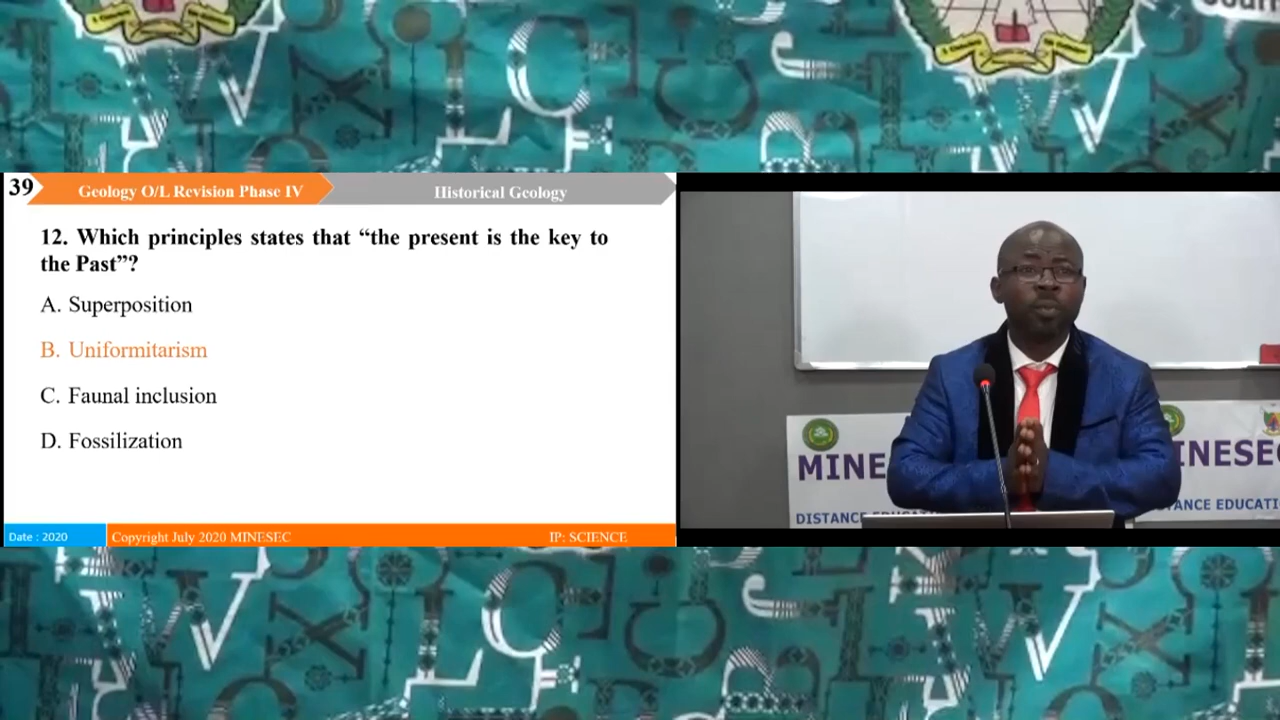 39
Geology O/L Revision Phase IV
Historical Geology
12. Which principles states that “the present is the key to
the Past”?
A. Superposition
B. Uniformitarism
C. Faunal inclusion
D. Fossilization
Date : 2020
Copyright July 2020 MINESEC
IP: SCIENCE
MINE
INESEC
DISTANCE EDUCAT
TANCE EDUCATI